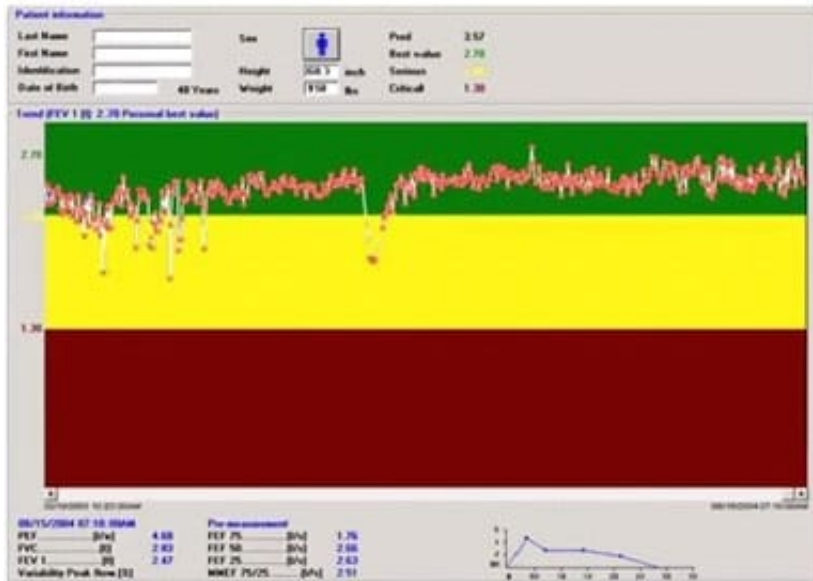 Patient information
Last Name
Sex
Pred 3.57
First Name
Best value 2.70
Identification
Height inch
Serious
Date of Birth 48 Years
Weight lbs
Critical 1.30
Trend (FEV 1 [l] 2.70 Personal best value)
2.70
1.30
08/15/2004 07:10:00AM
Pre-measurement
PEF [l/s] 4.60
FEF 75 [l/s] 1.76
FVC [l] 2.83
FEF 50 [l/s] 2.66
FEV 1 [l] 2.47
FEF 25 [l/s] 2.63
Variability Peak flow [%]
MMEF 75/25 [l/s] 2.51